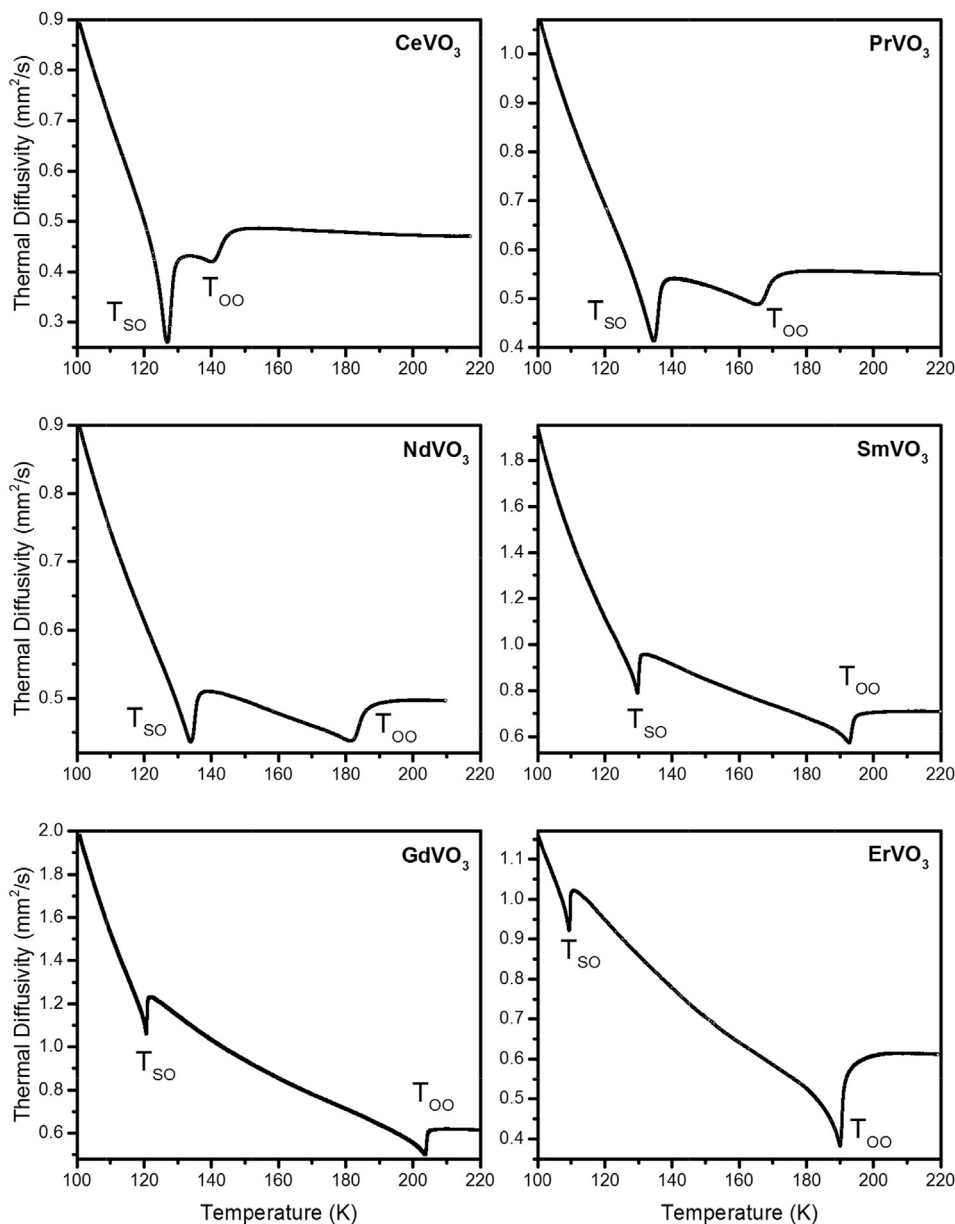 CeVO3
Thermal Diffusivity (mm2/s)
0.9
0.8
0.7
0.6
0.5
0.4
0.3
TSO
TOO
100 120 140 160 180 200 220
PrVO3
1.0
0.9
0.8
0.7
0.6
0.5
0.4
TSO
TOO
100 120 140 160 180 200 220
NdVO3
Thermal Diffusivity (mm2/s)
0.9
0.8
0.7
0.6
0.5
TSO
TOO
100 120 140 160 180 200 220
SmVO3
1.8
1.6
1.4
1.2
1.0
0.8
0.6
TOO
TSO
100 120 140 160 180 200 220
GdVO3
Thermal Diffusivity (mm2/s)
2.0
1.8
1.6
1.4
1.2
1.0
0.8
0.6
TSO
TOO
100 120 140 160 180 200 220
Temperature (K)
ErVO3
1.1
1.0
0.9
0.8
0.7
0.6
0.5
0.4
TSO
TOO
100 120 140 160 180 200 220
Temperature (K)